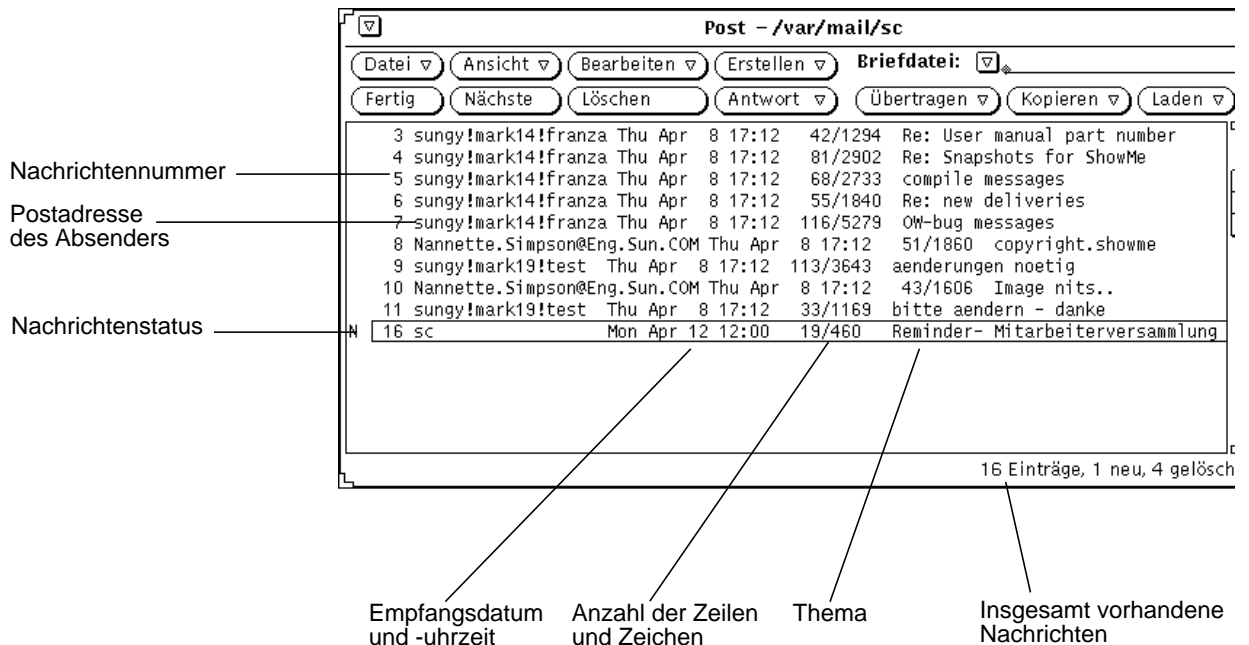 Post – /var/mail/sc
Datei Ansicht Bearbeiten Erstellen Briefdatei:
Fertig Nächste Löschen Antwort Übertragen Kopieren Laden
3 sungy!mark14!franza Thu Apr 8 17:12 42/1294 Re: User manual part number
4 sungy!mark14!franza Thu Apr 8 17:12 81/2902 Re: Snapshots for ShowMe
Nachrichtennummer
5 sungy!mark14!franza Thu Apr 8 17:12 68/2733 compile messages
6 sungy!mark14!franza Thu Apr 8 17:12 55/1840 Re: new deliveries
Postadresse
des Absenders
7 sungy!mark14!franza Thu Apr 8 17:12 116/5279 OW-bug messages
8 Nannette.Simpson@Eng.Sun.COM Thu Apr 8 17:12 51/1860 copyright.showme
9 sungy!mark19!test Thu Apr 8 17:12 113/3643 aenderungen noetig
10 Nannette.Simpson@Eng.Sun.COM Thu Apr 8 17:12 43/1606 Image nits..
11 sungy!mark19!test Thu Apr 8 17:12 33/1169 bitte aendern - danke
Nachrichtenstatus
N 16 sc Mon Apr 12 12:00 19/460 Reminder- Mitarbeiterversammlung
16 Einträge, 1 neu, 4 gelösch
Empfangsdatum
und -uhrzeit
Anzahl der Zeilen
und Zeichen
Thema
Insgesamt vorhandene
Nachrichten